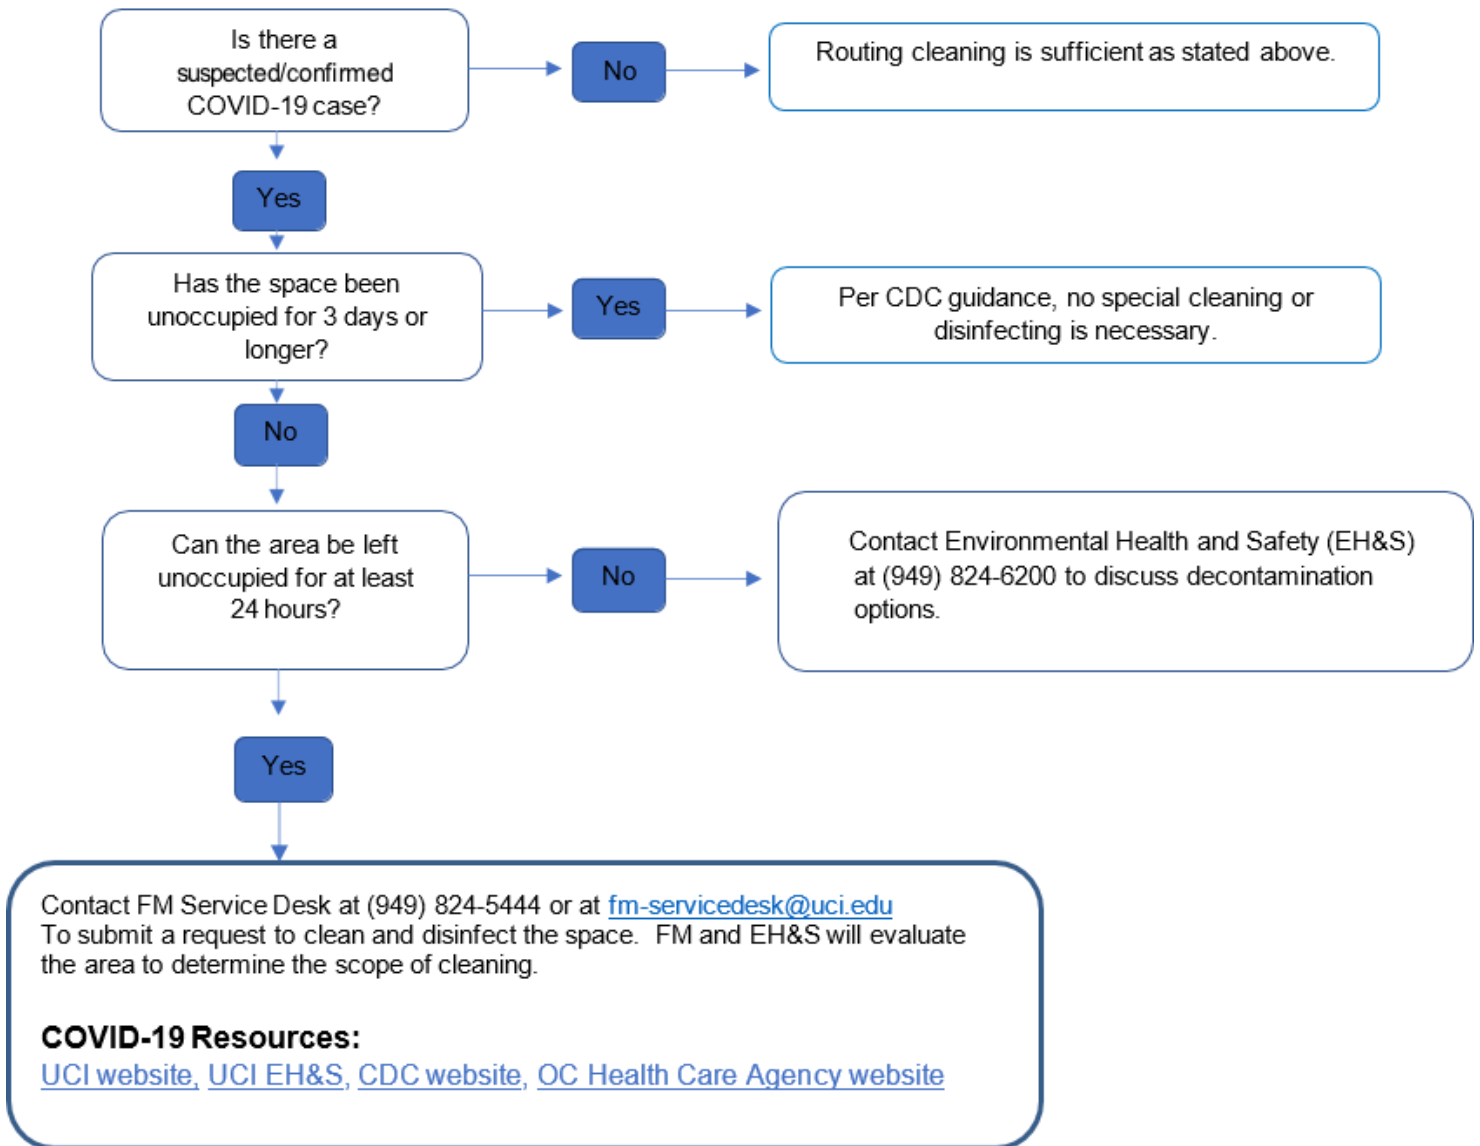 Is there a
suspected/confirmed
COVID-19 case?
No
Routing cleaning is sufficient as stated above.
Yes
Has the space been
unoccupied for 3 days or
longer?
Yes
Per CDC guidance, no special cleaning or
disinfecting is necessary.
No
Can the area be left
unoccupied for at least
24 hours?
No
Contact Environmental Health and Safety (EH&S)
at (949) 824-6200 to discuss decontamination
options.
Yes
Contact FM Service Desk at (949) 824-5444 or at fm-servicedesk@uci.edu
To submit a request to clean and disinfect the space.  FM and EH&S will evaluate
the area to determine the scope of cleaning.
COVID-19 Resources:
UCI website, UCI EH&S, CDC website, OC Health Care Agency website